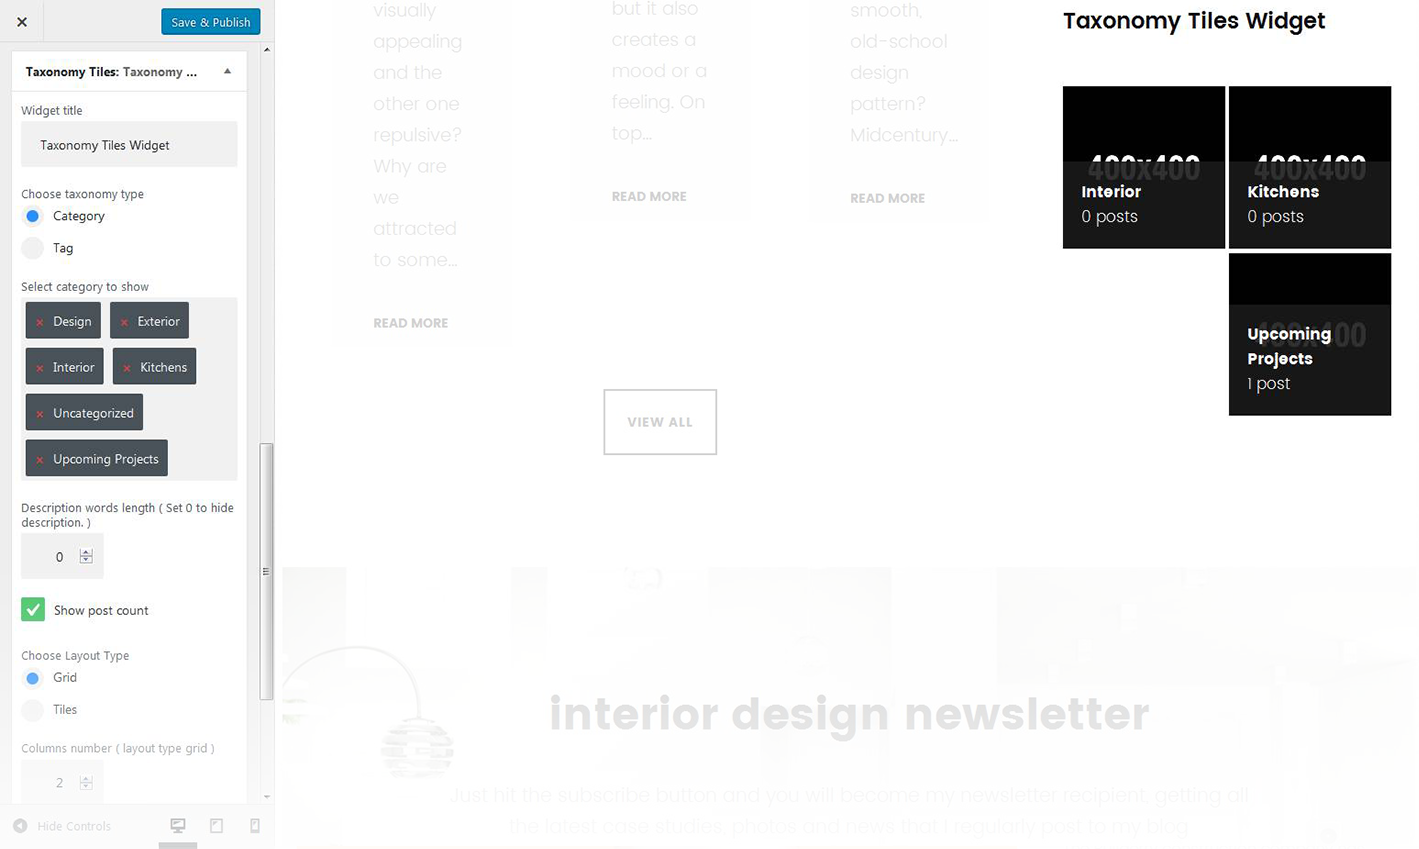 Save & Publish
Taxonomy Tiles: Taxonomy ...
Widget title
Taxonomy Tiles Widget
Choose taxonomy type
Category
Tag
Select category to show
× Design × Exterior
× Interior × Kitchens
× Uncategorized
× Upcoming Projects
Description words length ( Set 0 to hide
description. )
0
Show post count
Choose Layout Type
Grid
Tiles
Columns number ( layout type grid )
2
Hide Controls
visually
appealing
and the
other one
repulsive?
Why are
we
attracted
to some...
READ MORE
but it also
creates a
mood or a
feeling. On
top...
READ MORE
smooth,
old-school
design
pattern?
Midcentury...
READ MORE
VIEW ALL
Taxonomy Tiles Widget
400x400
Interior
0 posts
400x400
Kitchens
0 posts
400x400
Upcoming
Projects
1 post
interior design newsletter
Just hit the subscribe button and you will become my newsletter recipient, getting all
the latest case studies, photos and news that I regularly post to my blog